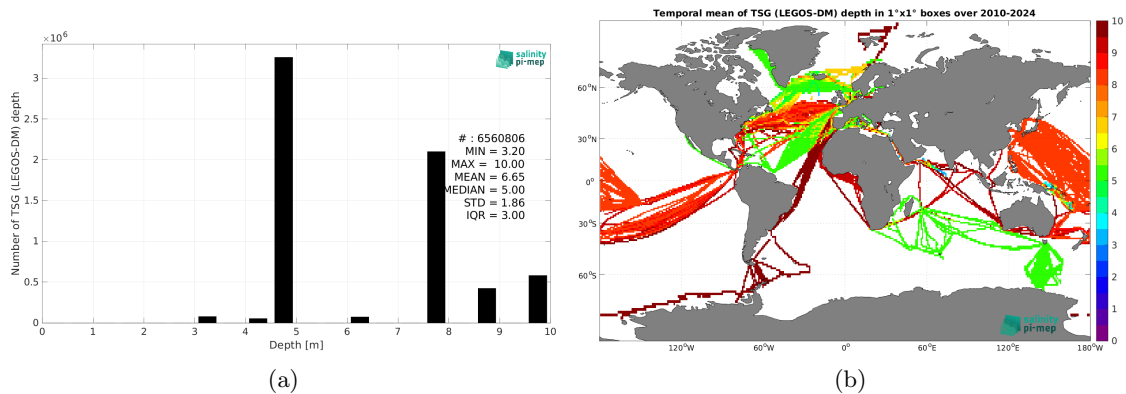 Temporal mean of TSG (LEGOS-DM) depth in 1°x1° boxes over 2010-2024
×10⁶
salinity
pi-mep
3
2.5
2
1.5
1
0.5
0
Number of TSG (LEGOS-DM) depth
# : 6560806
MIN = 3.20
MAX = 10.00
MEAN = 6.65
MEDIAN = 5.00
STD = 1.86
IQR = 3.00
0 1 2 3 4 5 6 7 8 9 10
Depth [m]
(a)
60°N
30°N
0°
30°S
60°S
120°W 60°W 0° 60°E 120°E 180°W
salinity
pi-mep
10
9
8
7
6
5
4
3
2
1
0
(b)